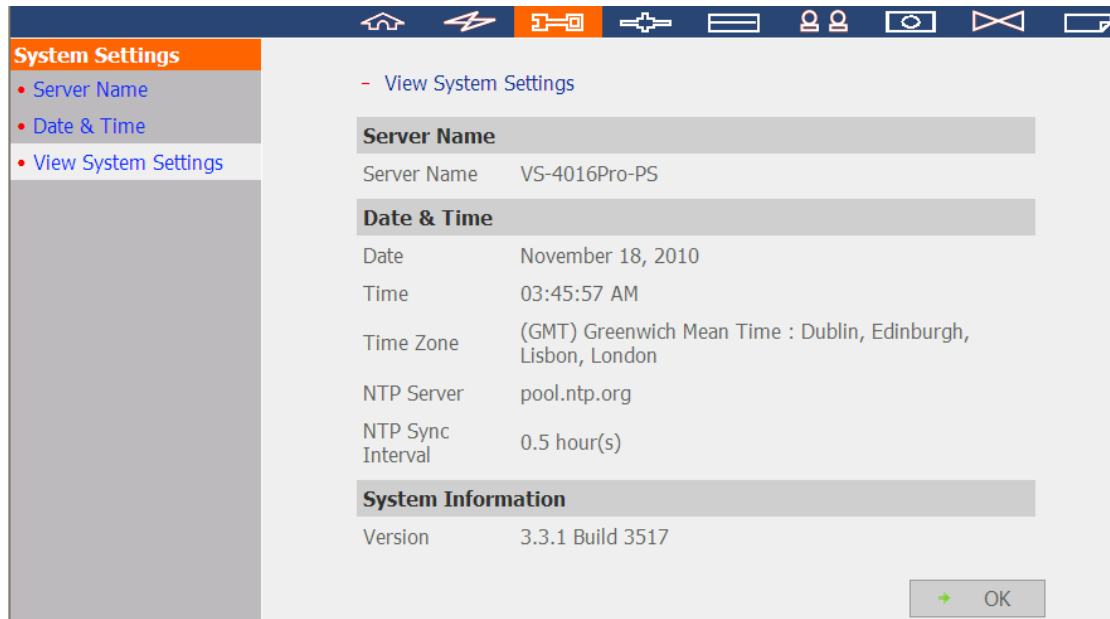 System Settings
• Server Name
• Date & Time
• View System Settings
- View System Settings
Server Name
Server Name VS-4016Pro-PS
Date & Time
Date November 18, 2010
Time 03:45:57 AM
Time Zone (GMT) Greenwich Mean Time : Dublin, Edinburgh,
Lisbon, London
NTP Server pool.ntp.org
NTP Sync
Interval 0.5 hour(s)
System Information
Version 3.3.1 Build 3517
OK